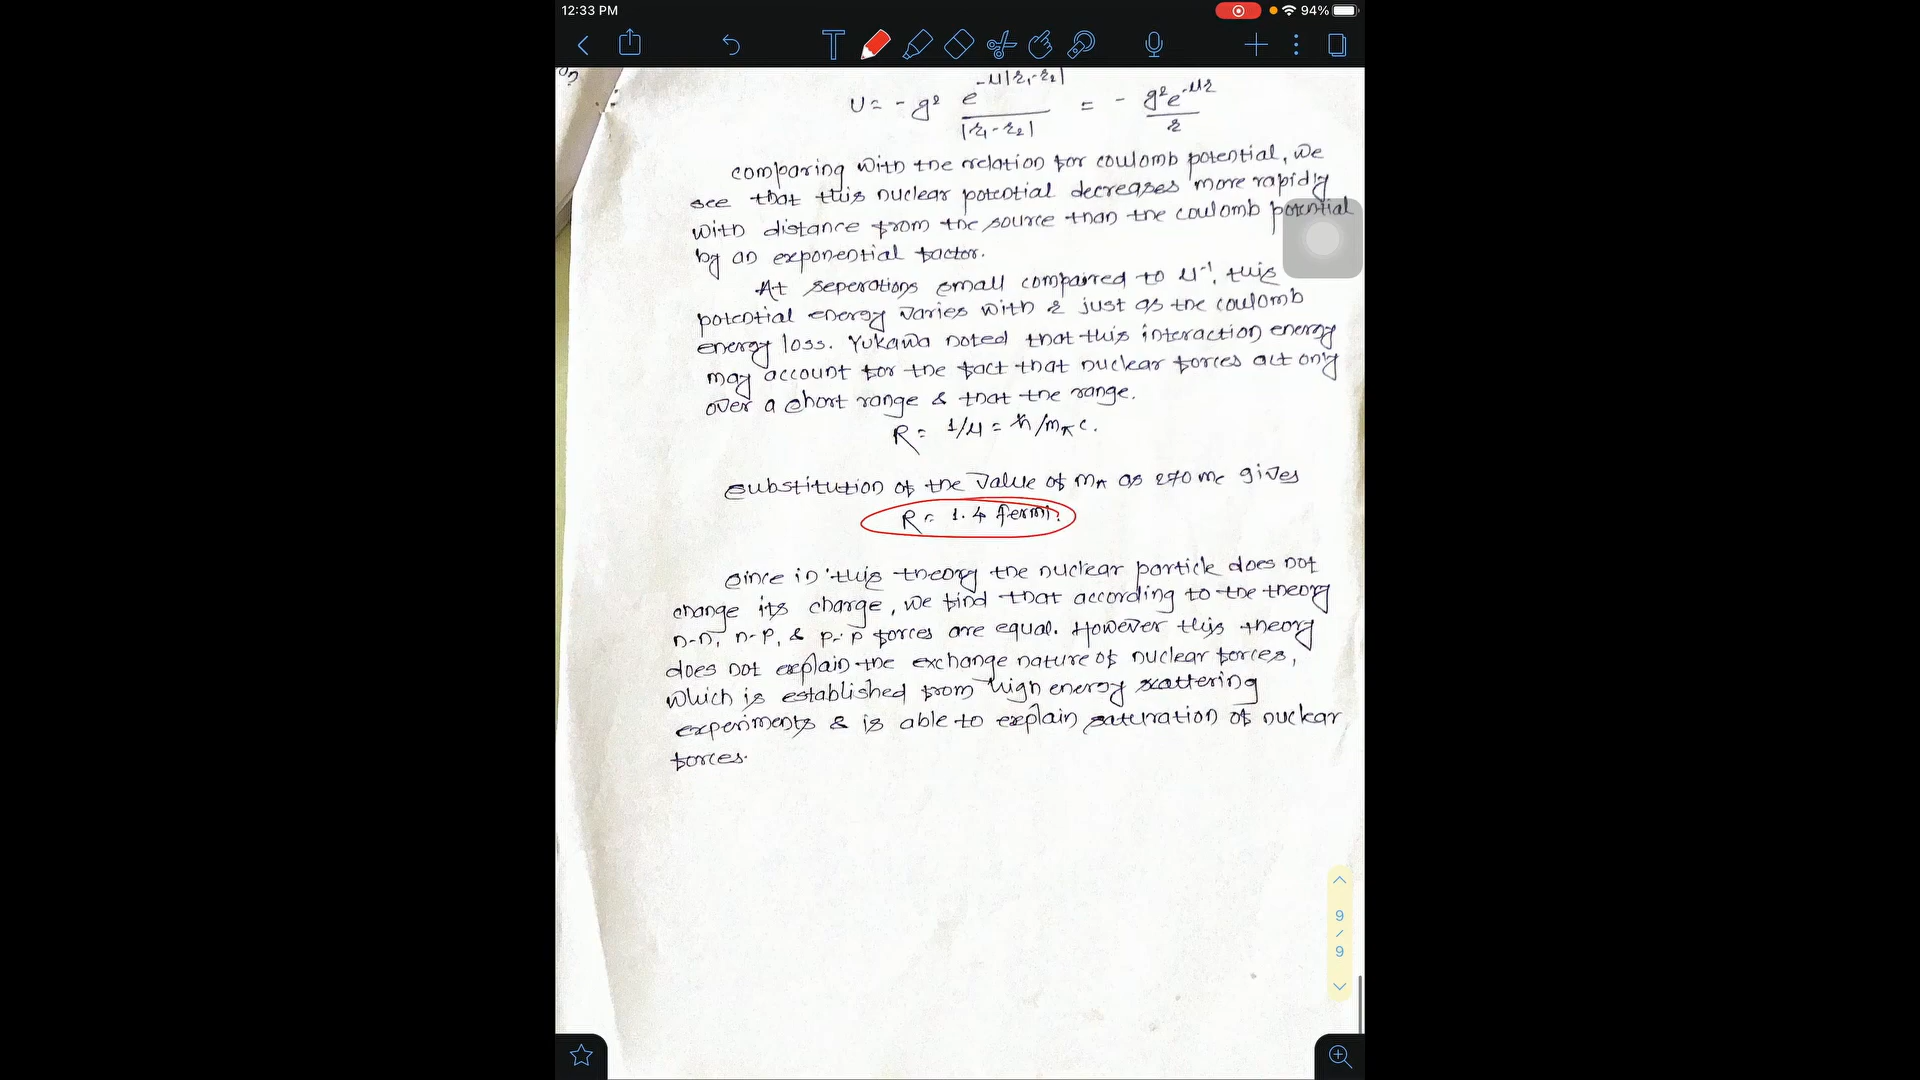 12:33 PM
94%
U = - g² e^-μ|r₁-r₂| / |r₁-r₂| = - g²e^-μr / r
comparing with the relation for coulomb potential, we
see that this nuclear potential decreases more rapidly
with distance from the source than the coulomb potential
by an exponential factor.
At seperations small compaired to μ⁻¹, this
potential energy varies with r just as the coulomb
energy loss. Yukawa noted that this interaction energy
may account for the fact that nuclear forces act only
over a short range & that the range.
R = 1/μ = ħ/mπ c.
substitution of the value of mπ as 270 me gives
R = 1.4 fermi.
since in this theory the nuclear particle does not
change its charge, we find that according to the theory
n-n, n-p, & p-p forces are equal. However this theory
does not explain the exchange nature of nuclear forces,
which is established from high energy scattering
experiments & is able to explain saturation of nuclear
forces.
9
/
9